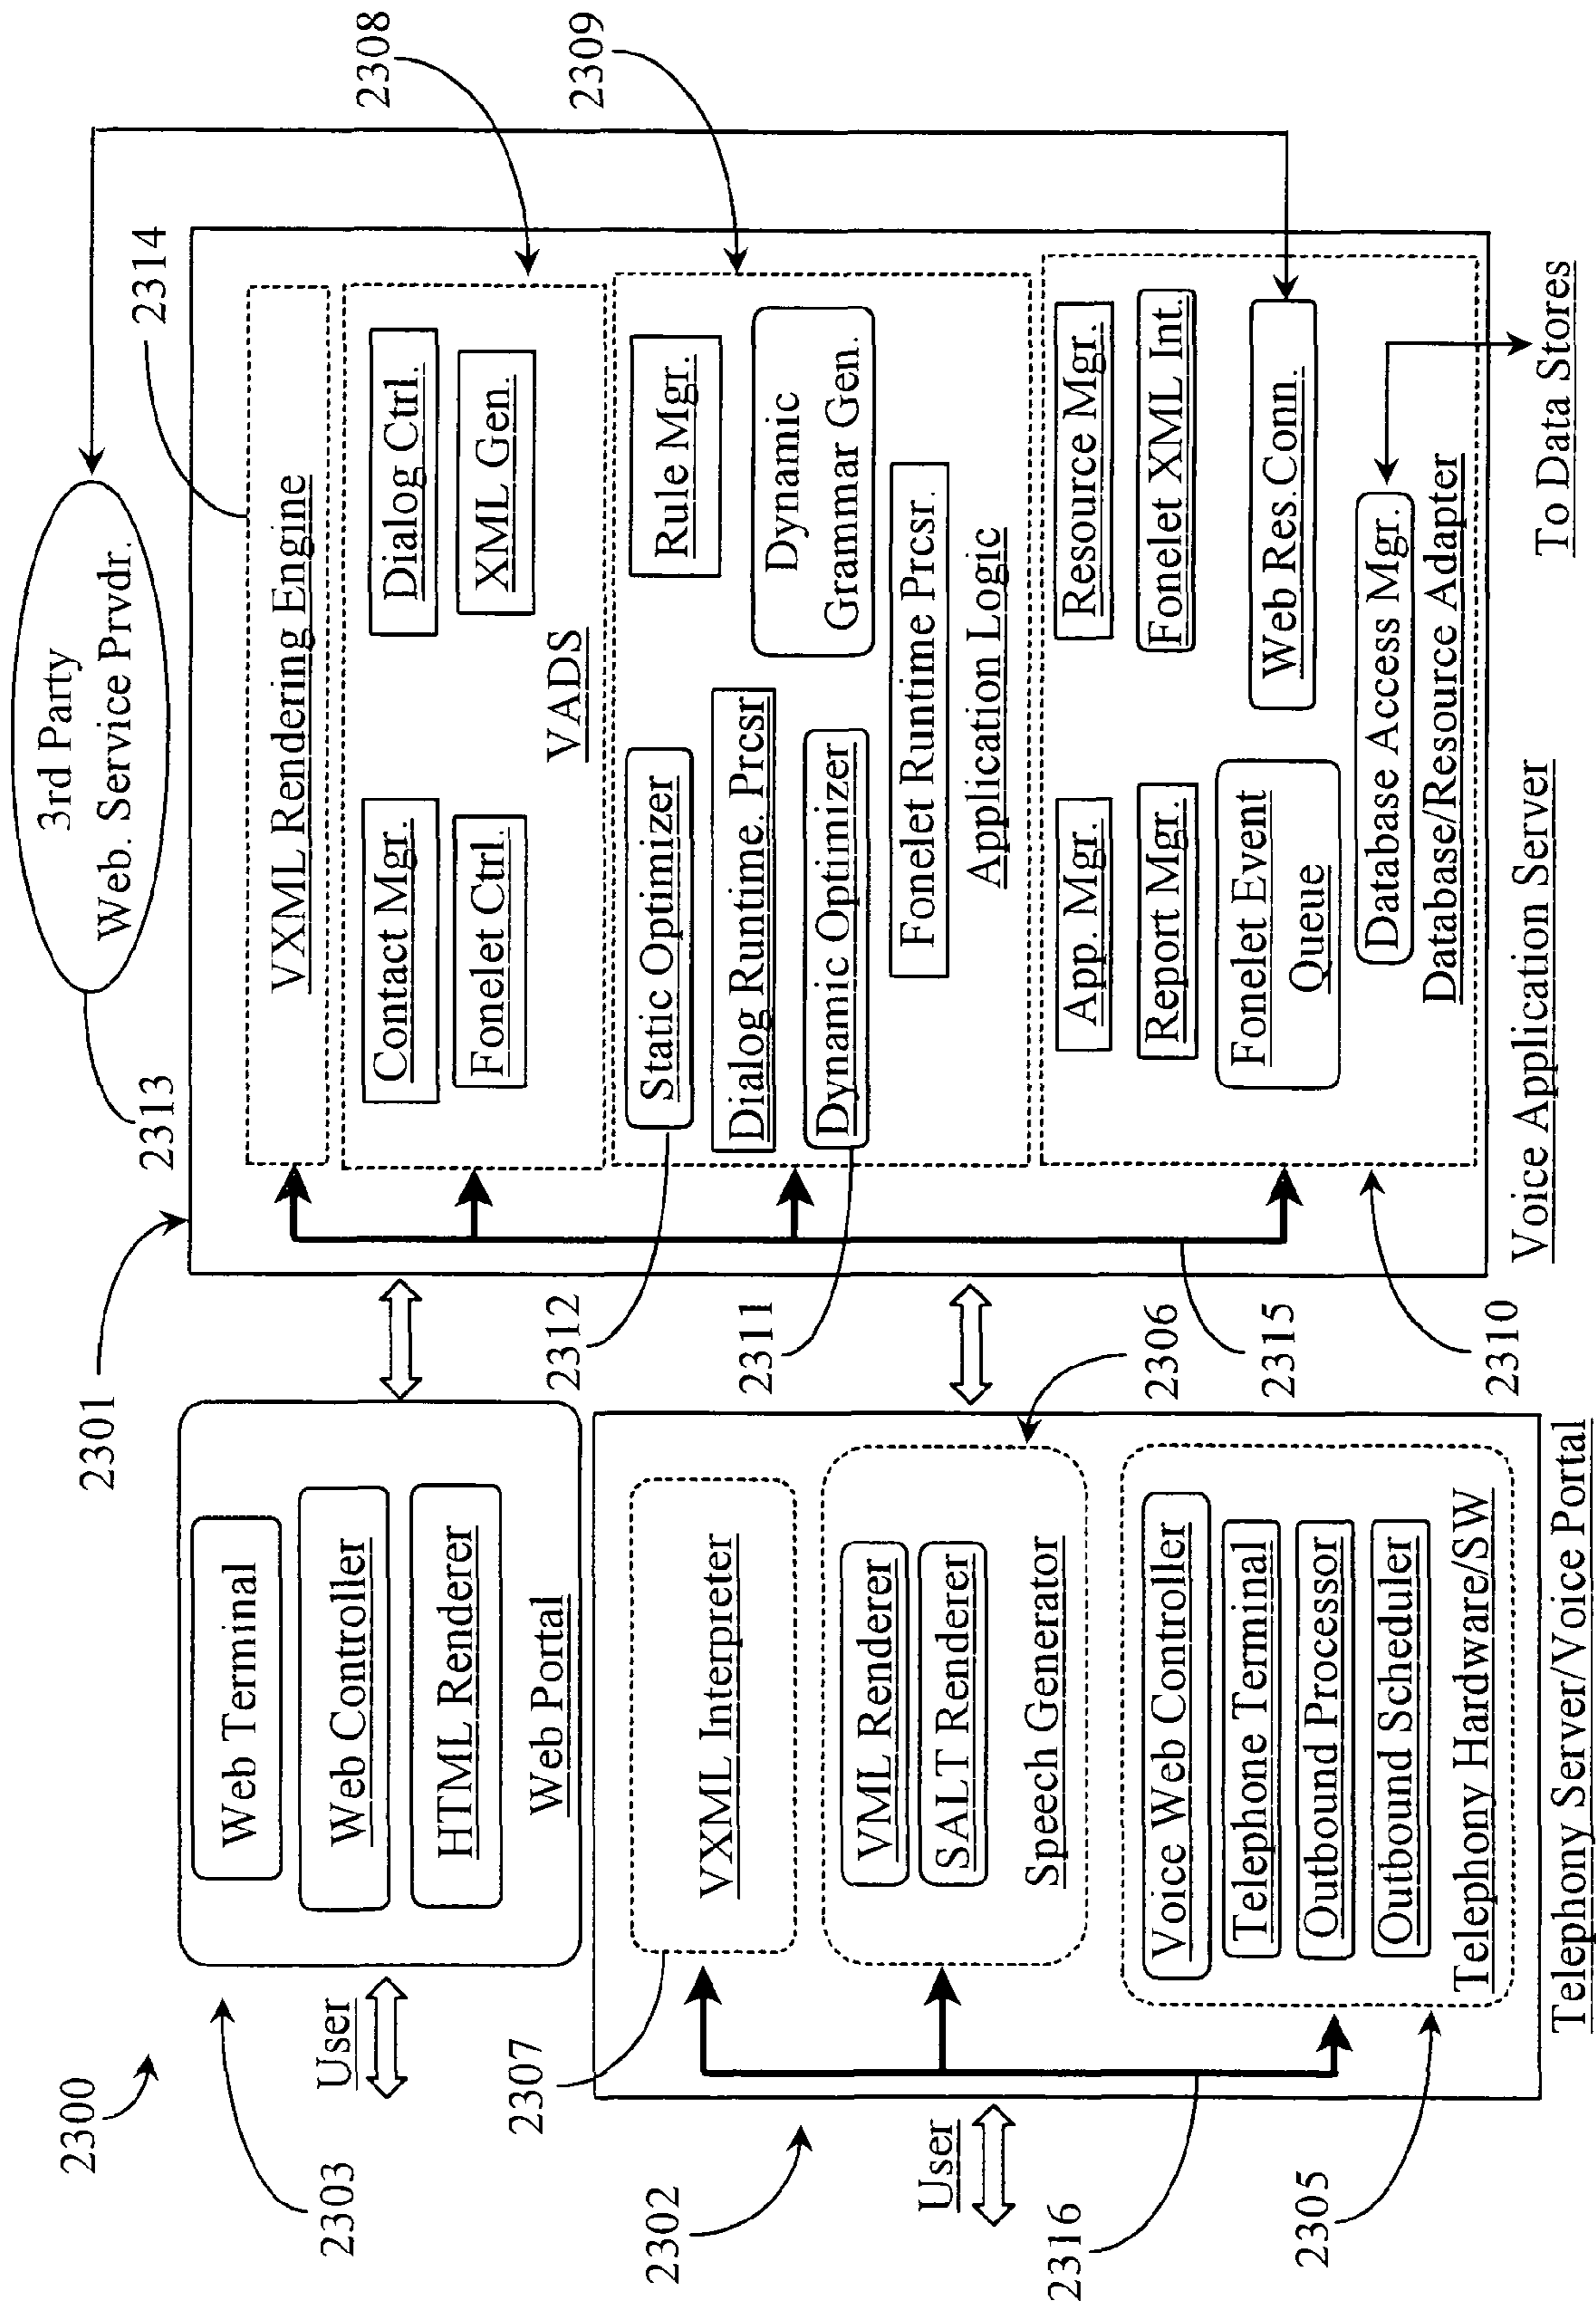 2300
2303
User
Web Terminal
Web Controller
HTML Renderer
Web Portal
2301
2313
3rd Party
Web. Service Prvdr.
2314
VXML Rendering Engine
Contact Mgr.
Dialog Ctrl.
Fonelet Ctrl.
XML Gen.
VADS
2308
2309
Static Optimizer
Rule Mgr.
Dialog Runtime. Prcsr
Dynamic
Grammar Gen.
Dynamic Optimizer
Fonelet Runtime Prcsr.
Application Logic
App. Mgr.
Resource Mgr.
Report Mgr.
Fonelet XML Int.
Fonelet Event
Queue
Web Res.Conn.
Database Access Mgr.
Database/Resource Adapter
Voice Application Server
To Data Stores
2312
2311
2306
2315
2310
2307
2302
User
2316
2305
VXML Interpreter
VML Renderer
SALT Renderer
Speech Generator
Voice Web Controller
Telephone Terminal
Outbound Processor
Outbound Scheduler
Telephony Hardware/SW
Telephony Server/Voice Portal